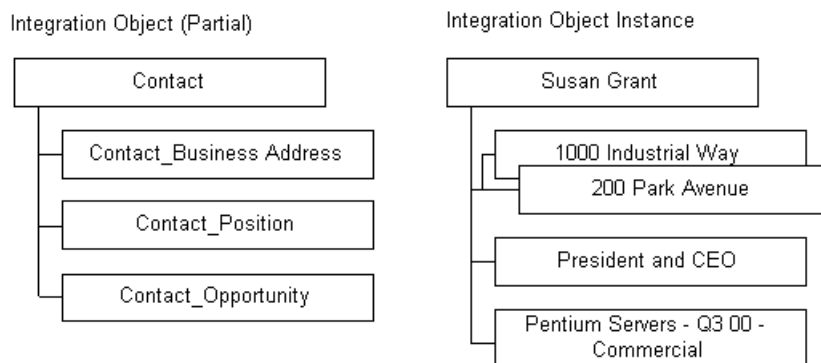 Integration Object (Partial)
Contact
Contact_Business Address
Contact_Position
Contact_Opportunity
Integration Object Instance
Susan Grant
1000 Industrial Way
200 Park Avenue
President and CEO
Pentium Servers - Q3 00 -
Commercial